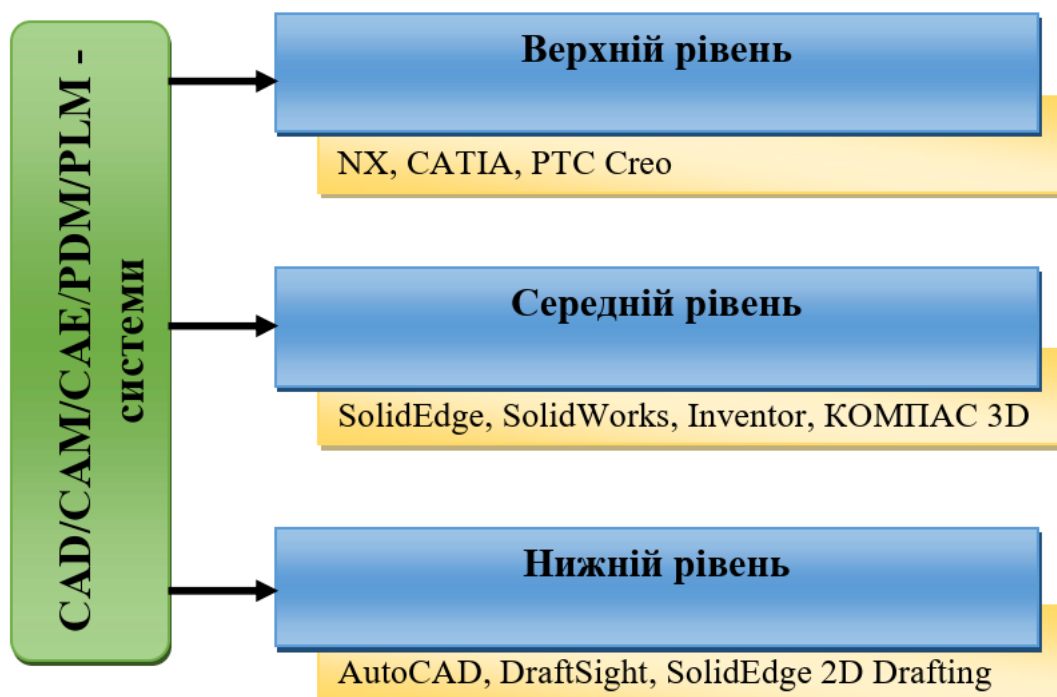 CAD/CAM/CAE/PDM/PLM -
системи
Верхній рівень
NX, CATIA, PTC Creo
Середній рівень
SolidEdge, SolidWorks, Inventor, КОМПАС 3D
Нижній рівень
AutoCAD, DraftSight, SolidEdge 2D Drafting